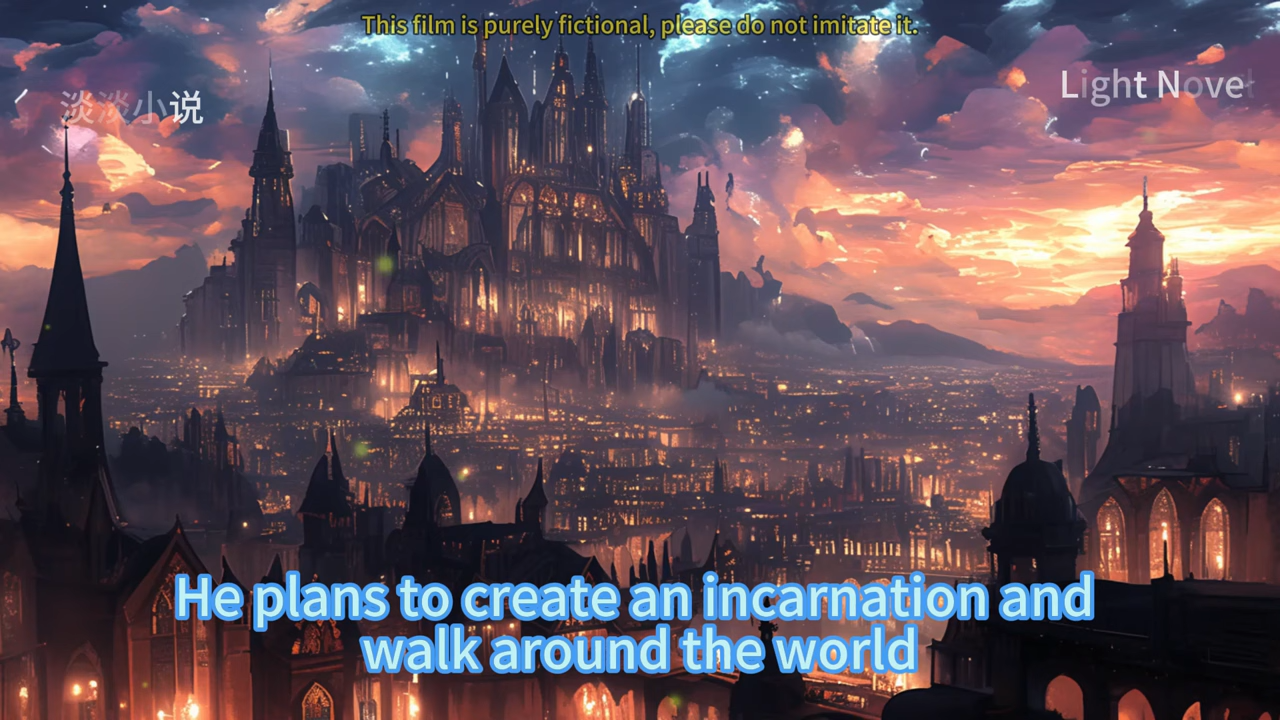 This film is purely fictional, please do not imitate it.
淡淡小说
Light Novel
He plans to create an incarnation and
walk around the world